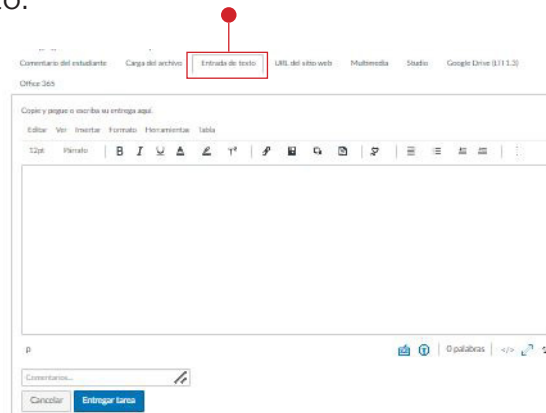 to.
Comentario del estudiante Carga del archivo Entrada de texto URL del sitio web Multimedia Studio Google Drive (LTI 1.3)
Office 365
Copie y pegue o escriba su entrega aquí.
Editar Ver Insertar Formato Herramientas Tabla
12pt Párrafo B I U A T²
p 0 palabras </>
Comentarios...
Cancelar Entregar tarea